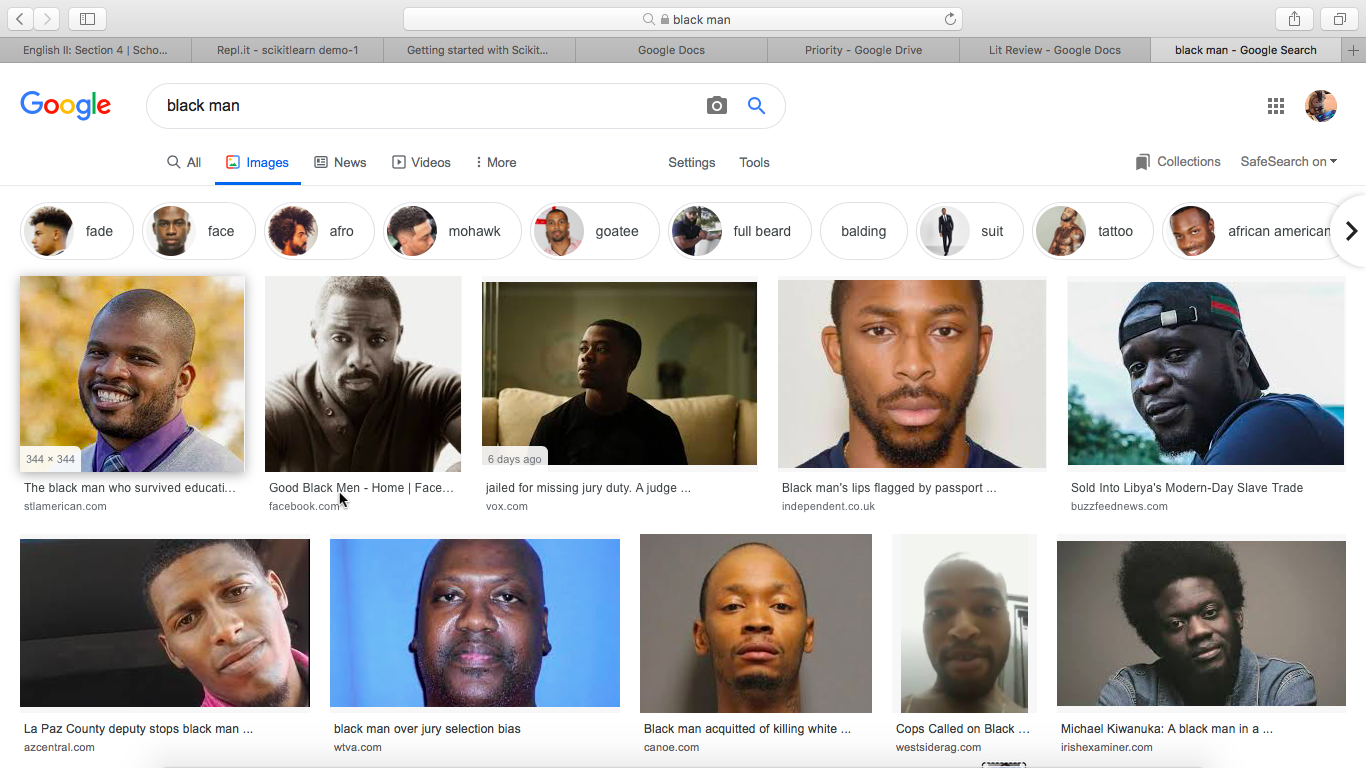 black man
English II: Section 4 | Scho...
Repl.it - scikitlearn demo-1
Getting started with Scikit...
Google Docs
Priority - Google Drive
Lit Review - Google Docs
black man - Google Search
Google
black man
All
Images
News
Videos
More
Settings
Tools
Collections
SafeSearch on
fade
face
afro
mohawk
goatee
full beard
balding
suit
tattoo
african american
344 × 344
6 days ago
The black man who survived educati...
stlamerican.com
Good Black Men - Home | Face...
facebook.com
jailed for missing jury duty. A judge ...
vox.com
Black man's lips flagged by passport ...
independent.co.uk
Sold Into Libya's Modern-Day Slave Trade
buzzfeednews.com
La Paz County deputy stops black man ...
azcentral.com
black man over jury selection bias
wtva.com
Black man acquitted of killing white ...
canoe.com
Cops Called on Black ...
westsiderag.com
Michael Kiwanuka: A black man in a ...
irishexaminer.com